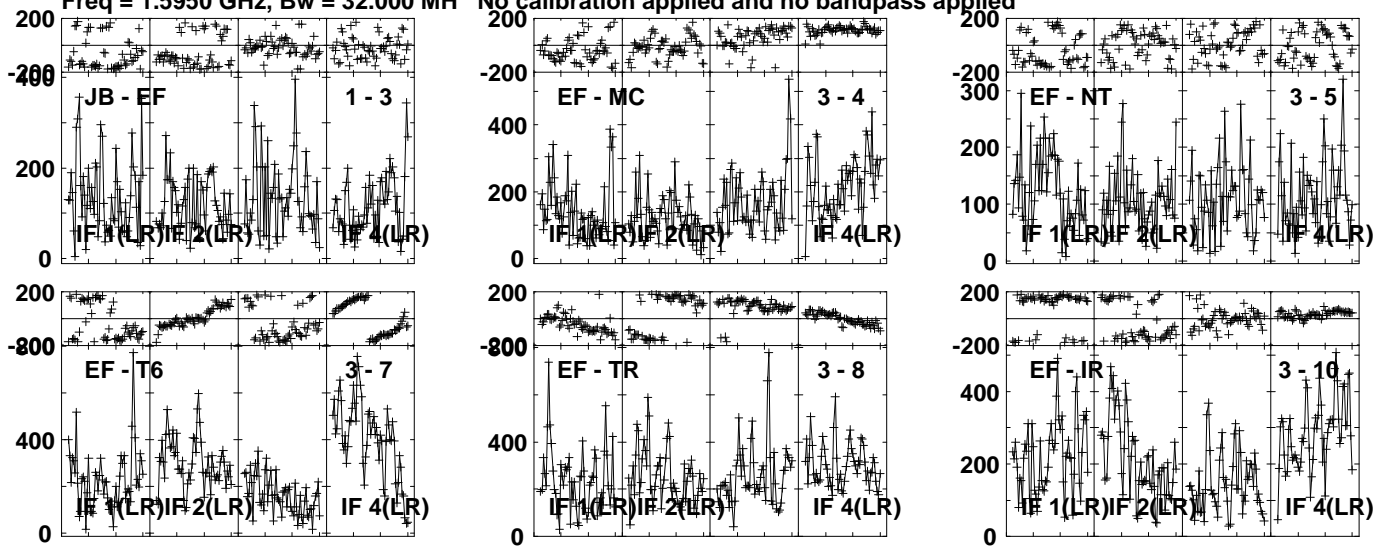 Freq = 1.5950 GHz, Bw = 32.000 MH No calibration applied and no bandpass applied
200 200 200
-200 -200 -200
400 400 300
JB - EF 1 - 3 EF - MC 3 - 4 EF - NT 3 - 5
200 200 200
100
IF 1(LR) IF 2(LR) IF 4(LR) IF 1(LR) IF 2(LR) IF 4(LR) IF 1(LR) IF 2(LR) IF 4(LR)
0 0 0
200 200 200
-200 -200 -200
800 800
EF - T6 3 - 7 EF - TR 3 - 8 EF - IR 3 - 10
400 400 400
200
IF 1(LR) IF 2(LR) IF 4(LR) IF 1(LR) IF 2(LR) IF 4(LR) IF 1(LR) IF 2(LR) IF 4(LR)
0 0 0